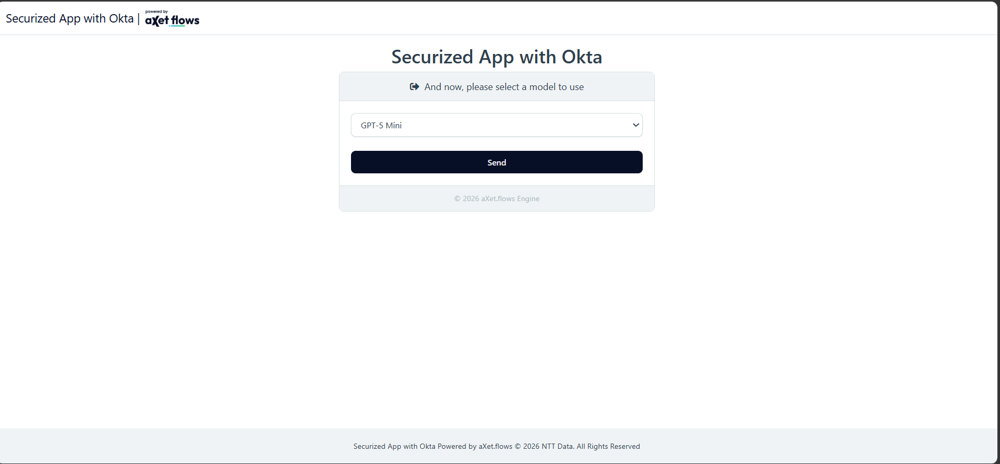 Securized App with Okta | powered by aXet.flows
Securized App with Okta
And now, please select a model to use
GPT-5 Mini
Send
© 2026 aXet.flows Engine
Securized App with Okta Powered by aXet.flows © 2026 NTT Data. All Rights Reserved